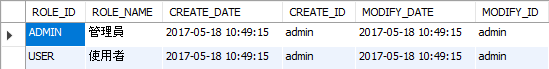 ROLE_ID ROLE_NAME CREATE_DATE CREATE_ID MODIFY_DATE MODIFY_ID
ADMIN 管理員 2017-05-18 10:49:15 admin 2017-05-18 10:49:15 admin
USER 使用者 2017-05-18 10:49:15 admin 2017-05-18 10:49:15 admin